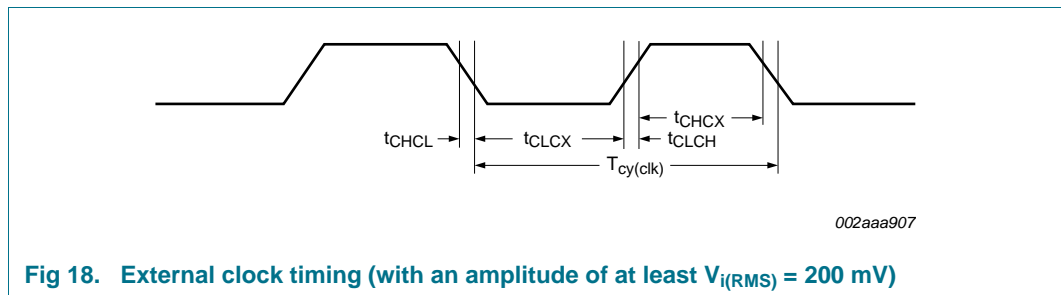 tCHCX
tCHCL tCLCX tCLCH
Tcy(clk)
002aaa907
Fig 18. External clock timing (with an amplitude of at least Vi(RMS) = 200 mV)